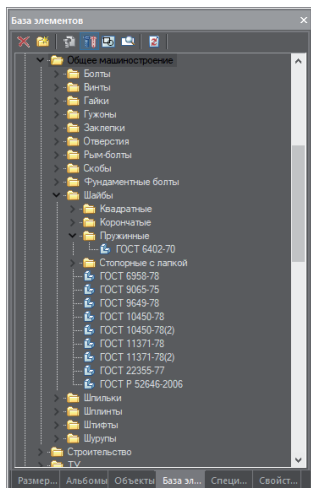 База элементов
Общее машиностроение
Болты
Винты
Гайки
Гужоны
Заклепки
Отверстия
Рым-болты
Скобы
Фундаментные болты
Шайбы
Квадратные
Корончатые
Пружинные
ГОСТ 6402-70
Стопорные с лапкой
ГОСТ 6958-78
ГОСТ 9065-75
ГОСТ 9649-78
ГОСТ 10450-78
ГОСТ 10450-78(2)
ГОСТ 11371-78
ГОСТ 11371-78(2)
ГОСТ 22355-77
ГОСТ Р 52646-2006
Шпильки
Шплинты
Штифты
Шурупы
Строительство
ТУ
Размер... Альбомы Объекты База эл... Специ... Свойст...